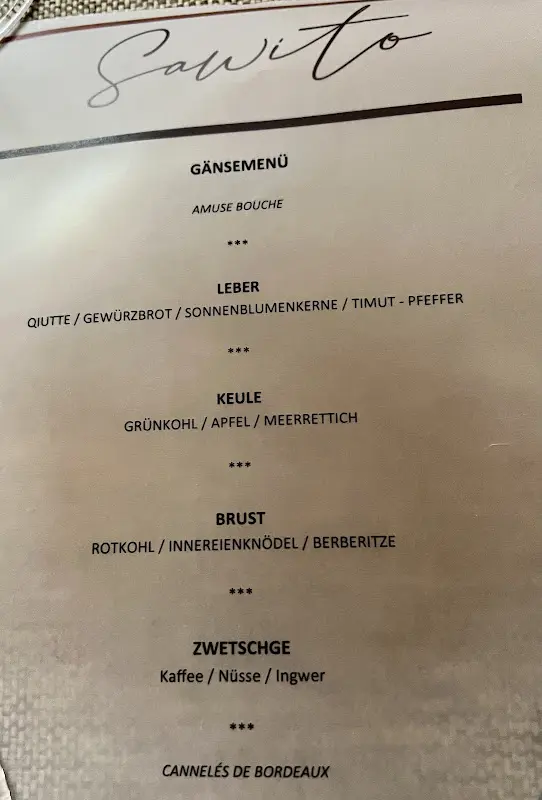 Sawito
GÄNSEMENÜ
AMUSE BOUCHE
***
LEBER
QIUTTE / GEWÜRZBROT / SONNENBLUMENKERNE / TIMUT - PFEFFER
***
KEULE
GRÜNKOHL / APFEL / MEERRETTICH
***
BRUST
ROTKOHL / INNEREIENKNÖDEL / BERBERITZE
***
ZWETSCHGE
Kaffee / Nüsse / Ingwer
***
CANNELÉS DE BORDEAUX